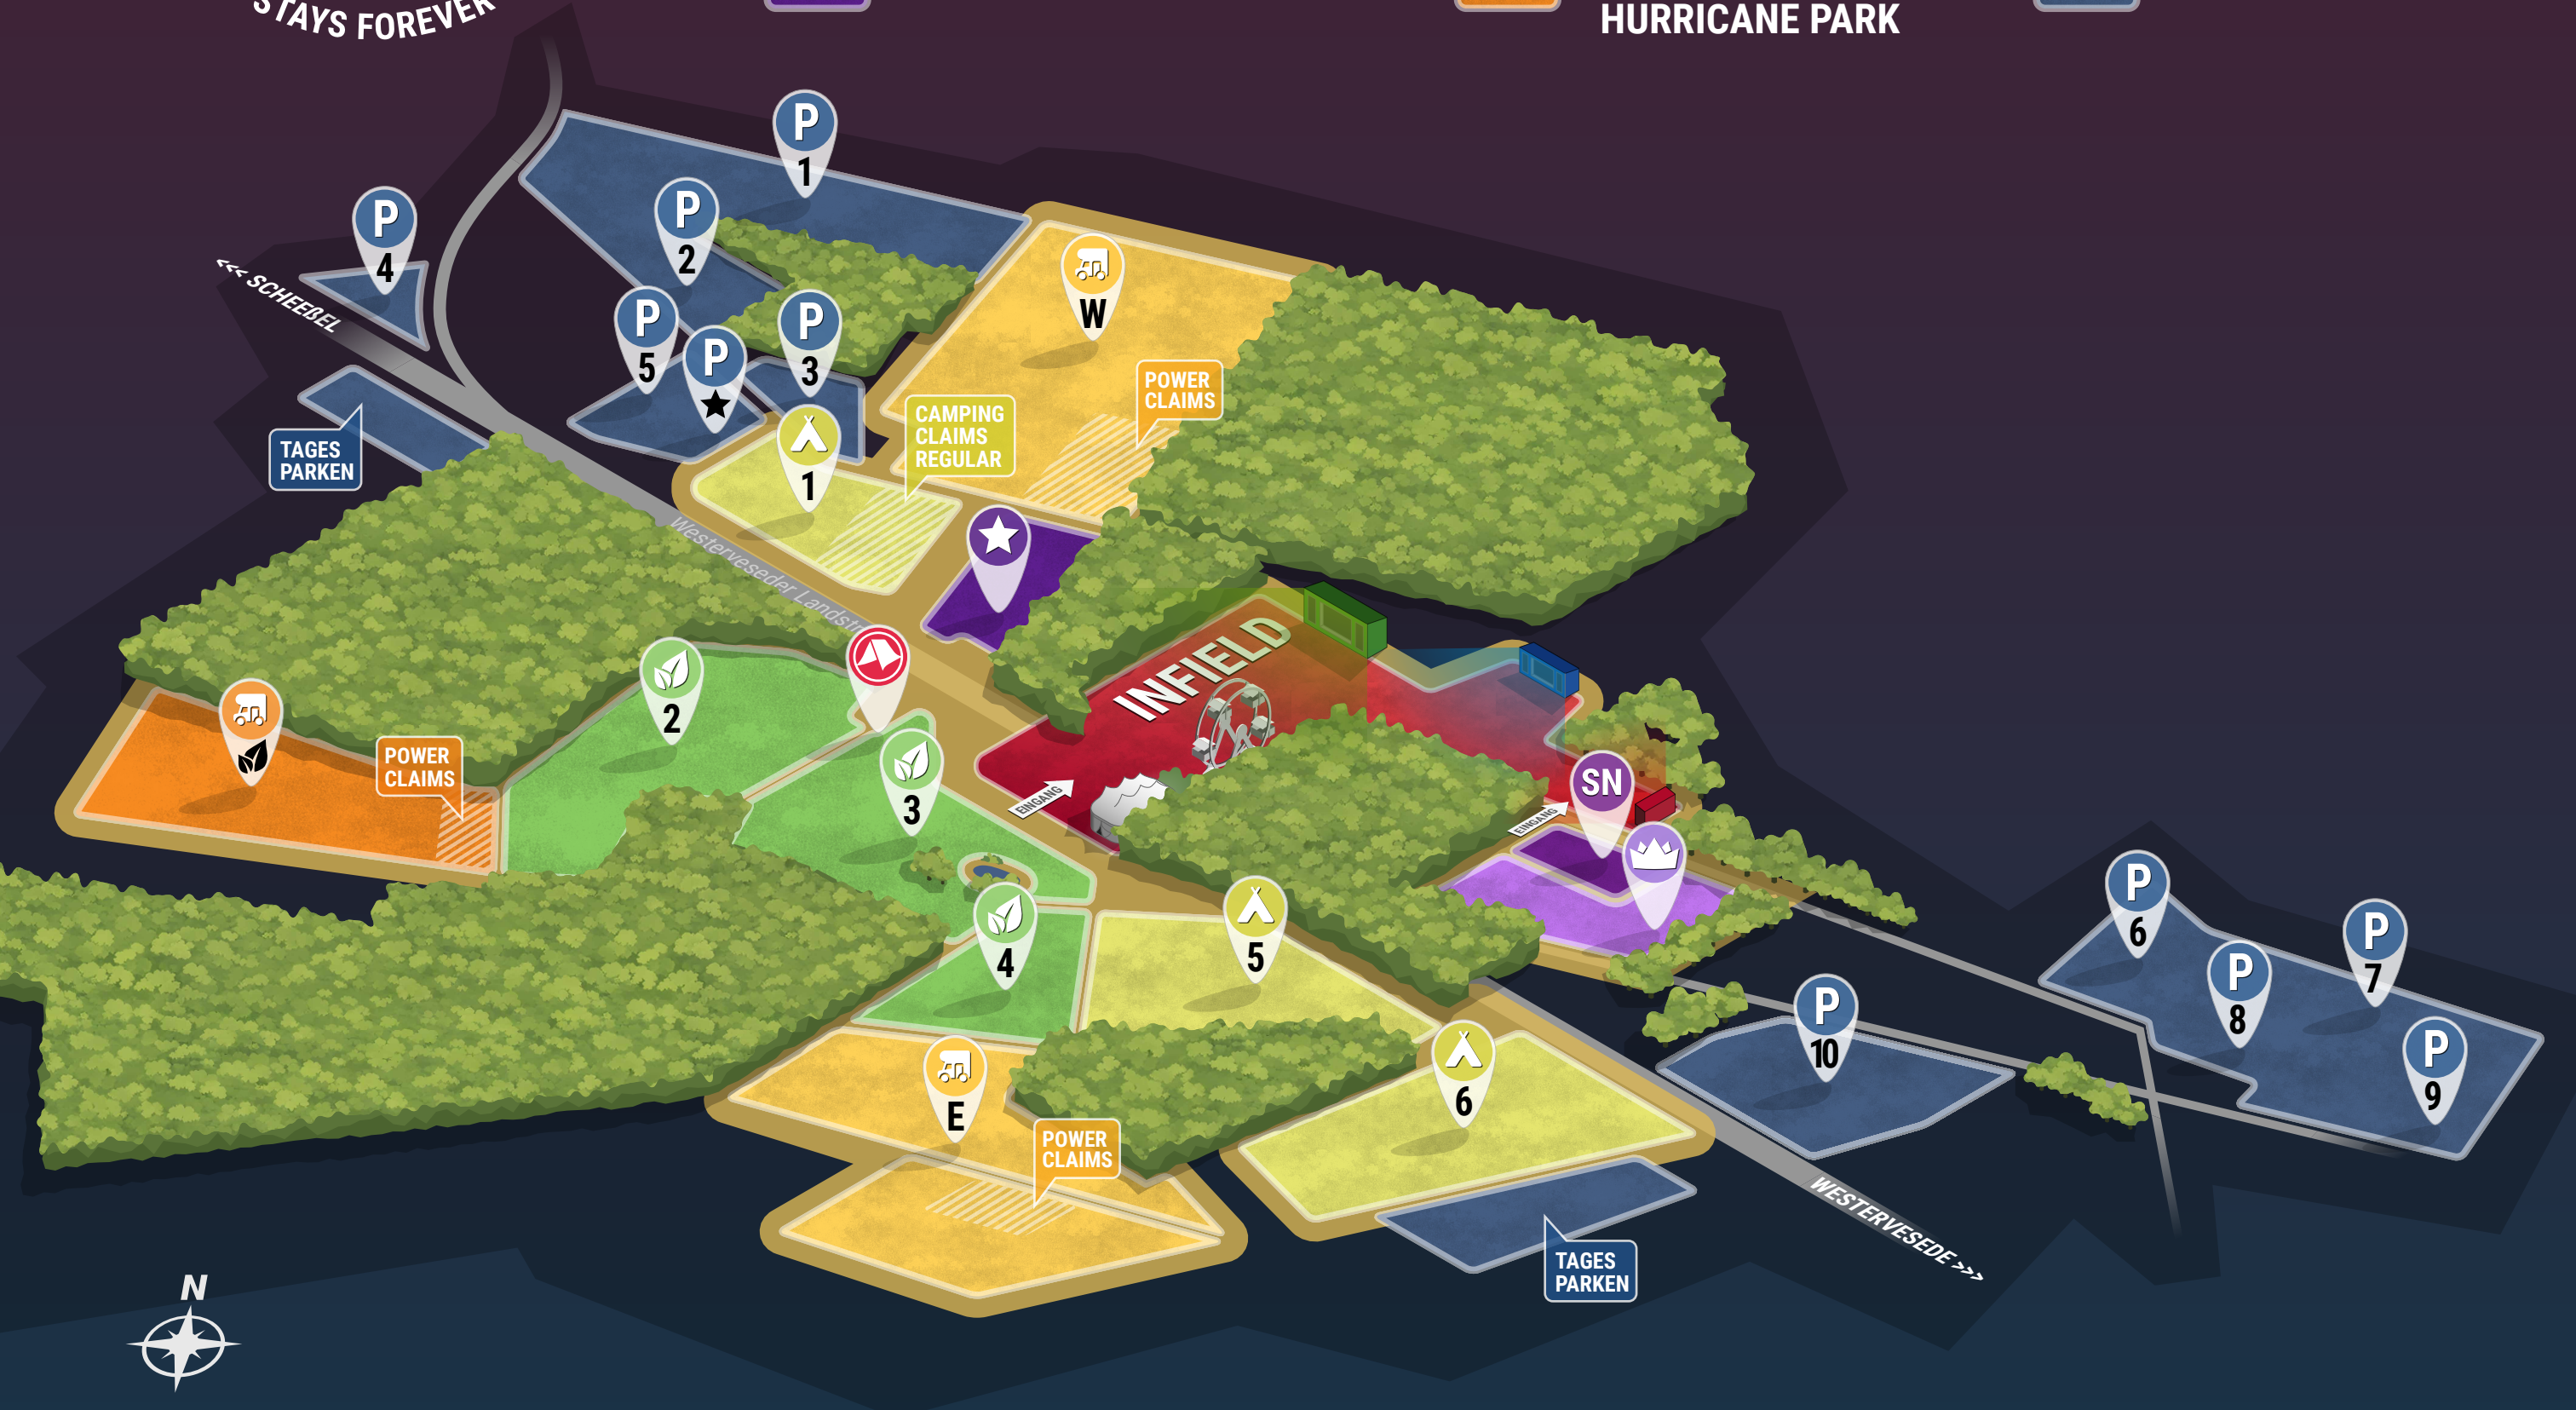 STAYS FOREVER
HURRICANE PARK
P
1
P
2
P
4
<<< SCHEEßEL
P
5
P
P
3
W
POWER
CLAIMS
CAMPING
CLAIMS
REGULAR
TAGES
PARKEN
1
Westerveseder Landstr
INFIELD
2
POWER
CLAIMS
3
EINGANG
SN
EINGANG
4
5
P
6
P
7
P
8
P
9
P
10
6
E
POWER
CLAIMS
WESTERVESEDE >>>
TAGES
PARKEN
N